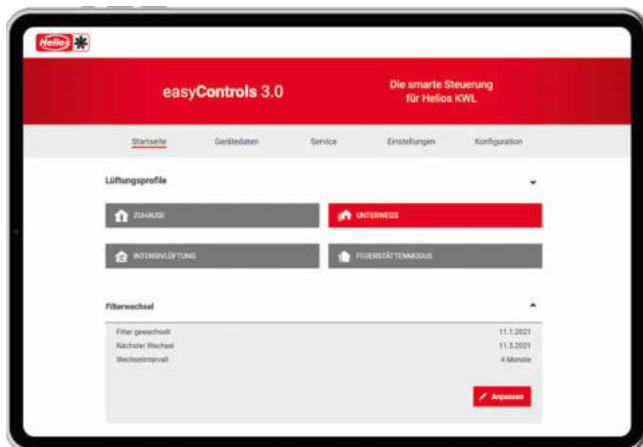 Helios
easyControls 3.0
Die smarte Steuerung
für Helios KWL
Startseite Gerätedaten Service Einstellungen Konfiguration
Lüftungsprofile
ZUHAUSE UNTERWEGS
INTENSIVLÜFTUNG FEUERSTÄTTENMODUS
Filterwechsel
Filter gewechselt 11.1.2021
Nächster Wechsel 11.5.2021
Wechselintervall 4 Monate
Anpassen